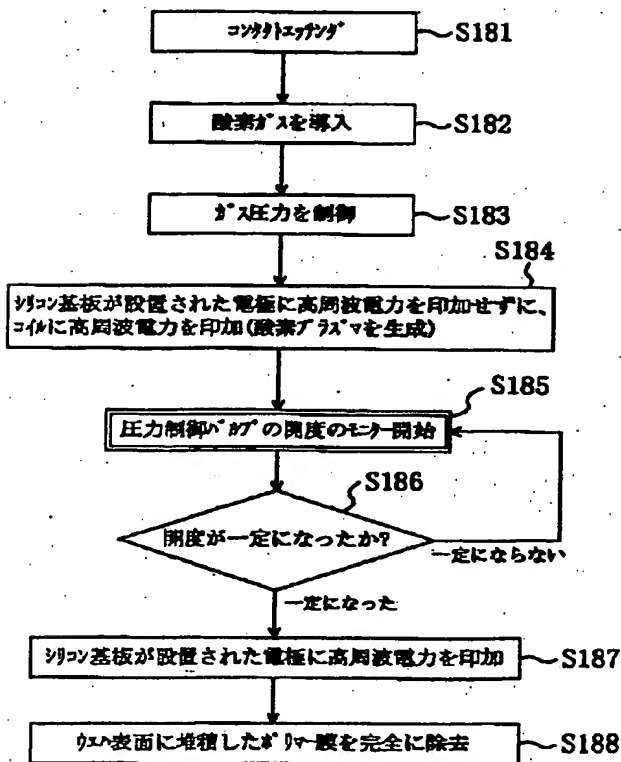 コンタクトエッチング
S181
酸素ガスを導入
S182
ガス圧力を制御
S183
S184
シリコン基板が設置された電極に高周波電力を印加せずに、
コイルに高周波電力を印加(酸素プラズマを生成)
S185
圧力制御バルブの開度のモニター開始
S186
開度が一定になったか?
一定にならない
一定になった
シリコン基板が設置された電極に高周波電力を印加
S187
ウエハ表面に堆積したポリマー膜を完全に除去
S188